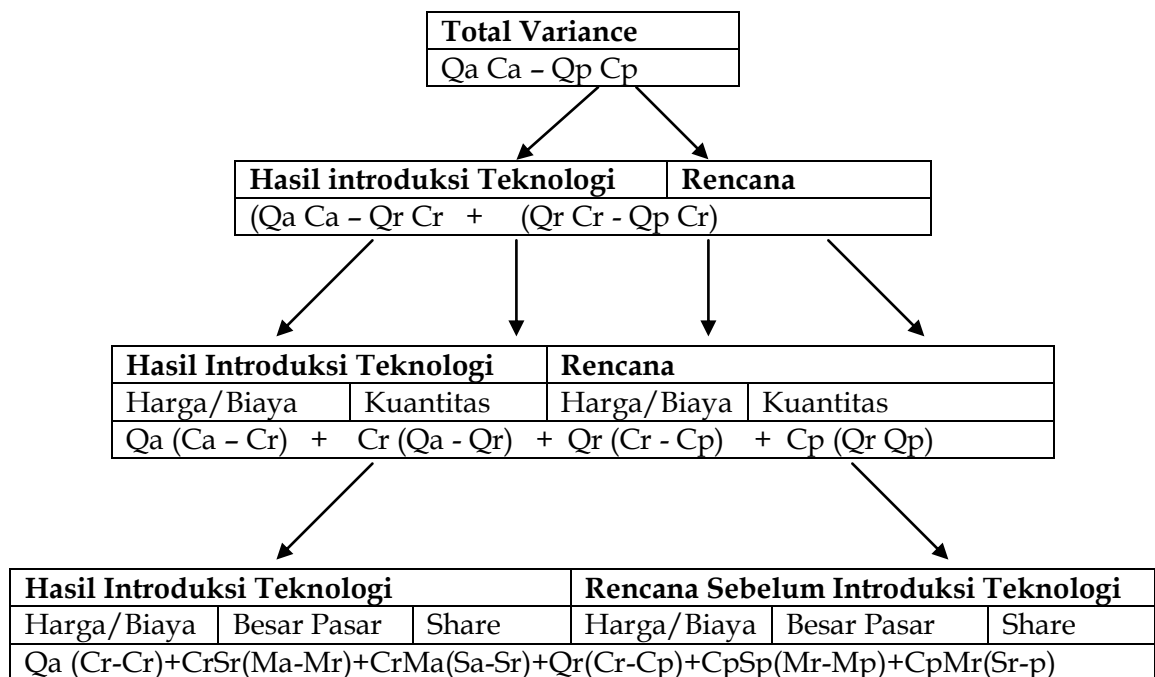 Total Variance
Qa Ca – Qp Cp
Hasil introduksi Teknologi Rencana
(Qa Ca – Qr Cr + (Qr Cr - Qp Cr)
Hasil Introduksi Teknologi Rencana
Harga/Biaya Kuantitas Harga/Biaya Kuantitas
Qa (Ca – Cr) + Cr (Qa - Qr) + Qr (Cr - Cp) + Cp (Qr Qp)
Hasil Introduksi Teknologi Rencana Sebelum Introduksi Teknologi
Harga/Biaya Besar Pasar Share Harga/Biaya Besar Pasar Share
Qa (Cr-Cr)+CrSr(Ma-Mr)+CrMa(Sa-Sr)+Qr(Cr-Cp)+CpSp(Mr-Mp)+CpMr(Sr-p)